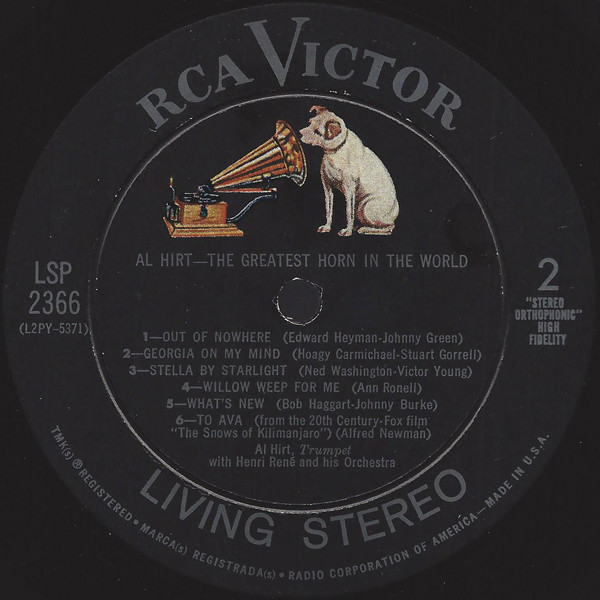 RCA VICTOR
AL HIRT—THE GREATEST HORN IN THE WORLD
LSP
2366
(L2PY-5371)
2
"STEREO
ORTHOPHONIC"
HIGH
FIDELITY
1—OUT OF NOWHERE (Edward Heyman-Johnny Green)
2—GEORGIA ON MY MIND (Hoagy Carmichael-Stuart Gorrell)
3—STELLA BY STARLIGHT (Ned Washington-Victor Young)
4—WILLOW WEEP FOR ME (Ann Ronell)
5—WHAT'S NEW (Bob Haggart-Johnny Burke)
6—TO AVA (from the 20th Century-Fox film
"The Snows of Kilimanjaro") (Alfred Newman)
Al Hirt, Trumpet
with Henri René and his Orchestra
LIVING STEREO
TMK(s) ® REGISTERED • MARCA(s) REGISTRADA(s) • RADIO CORPORATION OF AMERICA—MADE IN U.S.A.